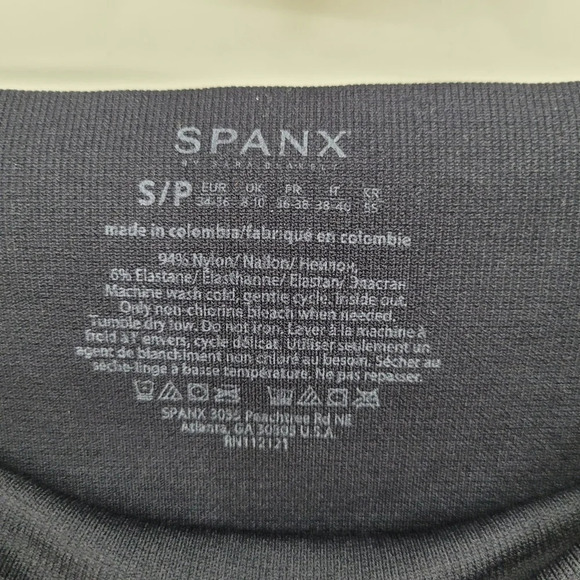 SPANX
BY SARA BLAKELY
S/P EUR 34-36 UK 8-10 FR 36-38 IT 38-40 KR 55
made in colombia/fabriqué en colombie
94% Nylon/ Nailon/ Нейлон,
6% Elastane/ Élasthanne/ Elastan/ Эластан
Machine wash cold, gentle cycle. Inside out.
Only non-chlorine bleach when needed.
Tumble dry low. Do not iron. Laver à la machine à
froid à l'envers, cycle délicat. Utiliser seulement un
agent de blanchiment non chloré au besoin. Sécher au
sèche-linge à basse température. Ne pas repasser.
SPANX 3035 Peachtree Rd NE
Atlanta, GA 30305 U.S.A.
RN112121